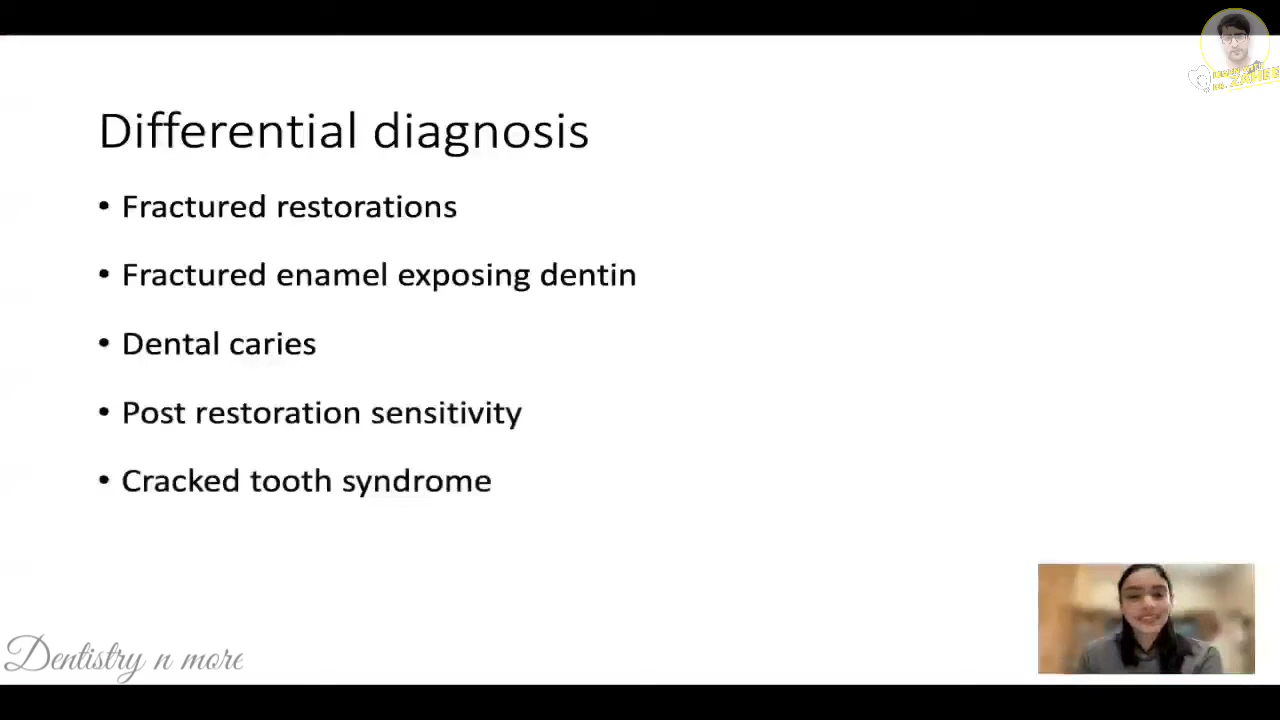 Differential diagnosis
• Fractured restorations
• Fractured enamel exposing dentin
• Dental caries
• Post restoration sensitivity
• Cracked tooth syndrome
Dentistry n more